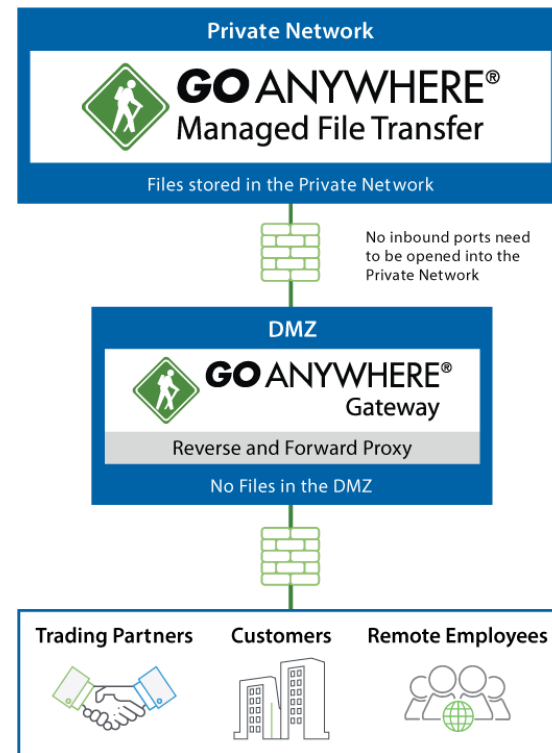 Private Network
GO ANYWHERE®
Managed File Transfer
Files stored in the Private Network
No inbound ports need
to be opened into the
Private Network
DMZ
GO ANYWHERE®
Gateway
Reverse and Forward Proxy
No Files in the DMZ
Trading Partners
Customers
Remote Employees